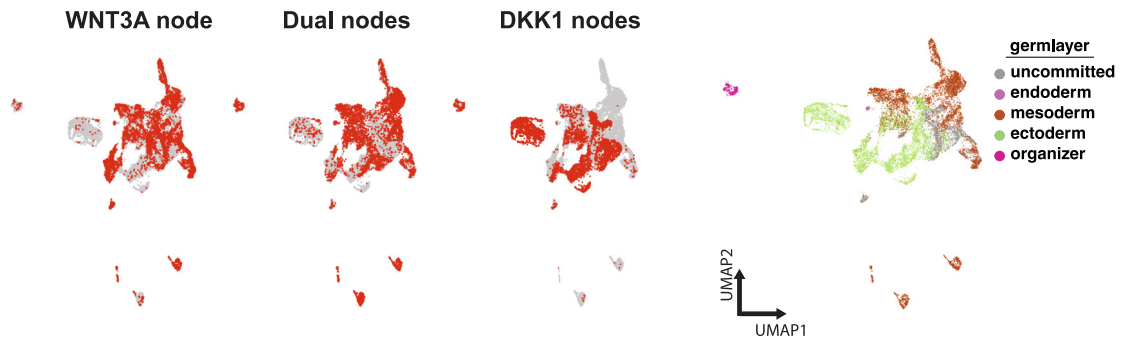 WNT3A node
Dual nodes
DKK1 nodes
germlayer
uncommitted
endoderm
mesoderm
ectoderm
organizer
UMAP2
UMAP1